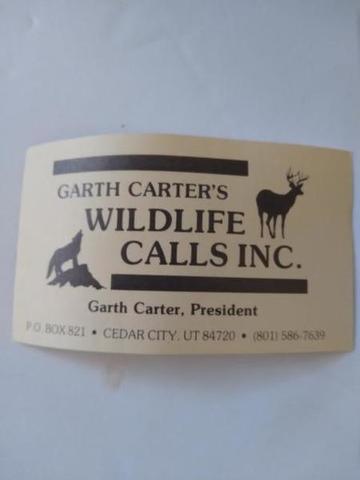 GARTH CARTER'S
WILDLIFE
CALLS INC.
Garth Carter, President
P.O. BOX 821 • CEDAR CITY, UT 84720 • (801) 586-7639